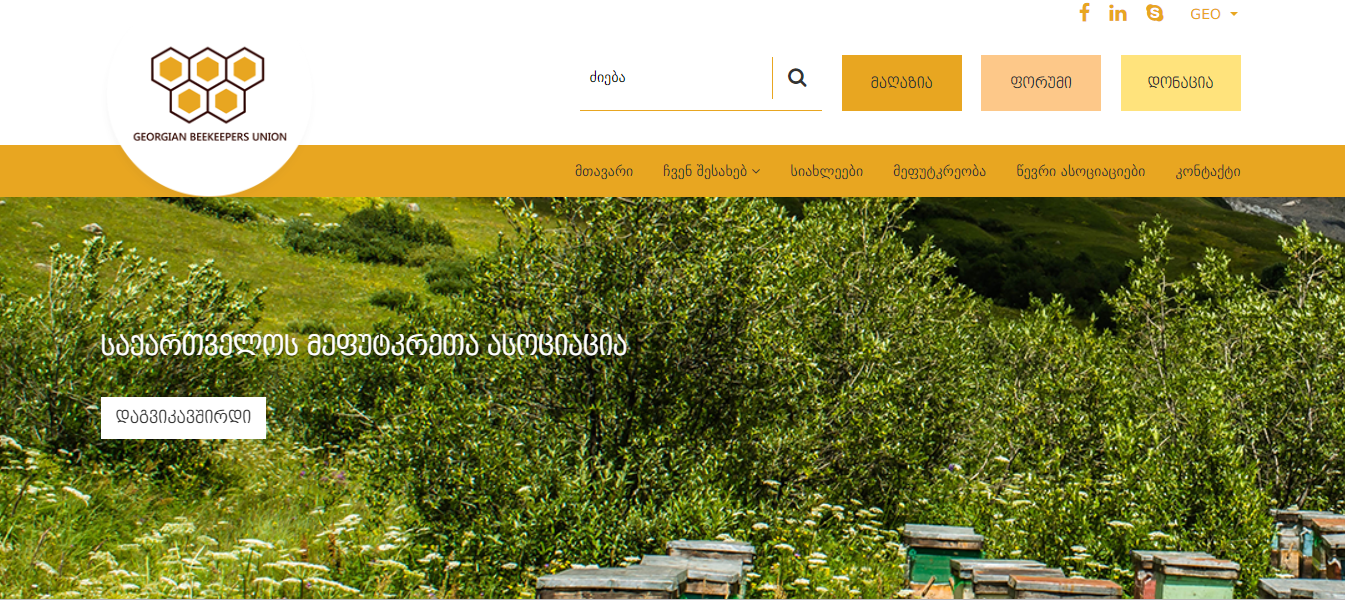 GEO
GEORGIAN BEEKEEPERS UNION
ძიება
მაღაზია
ფორუმი
დონაცია
მთავარი ჩვენ შესახებ სიახლეები მეფუტკრეობა წევრი ასოციაციები კონტაქტი
საქართველოს მეფუტკრეთა ასოციაცია
დაგვიკავშირდი